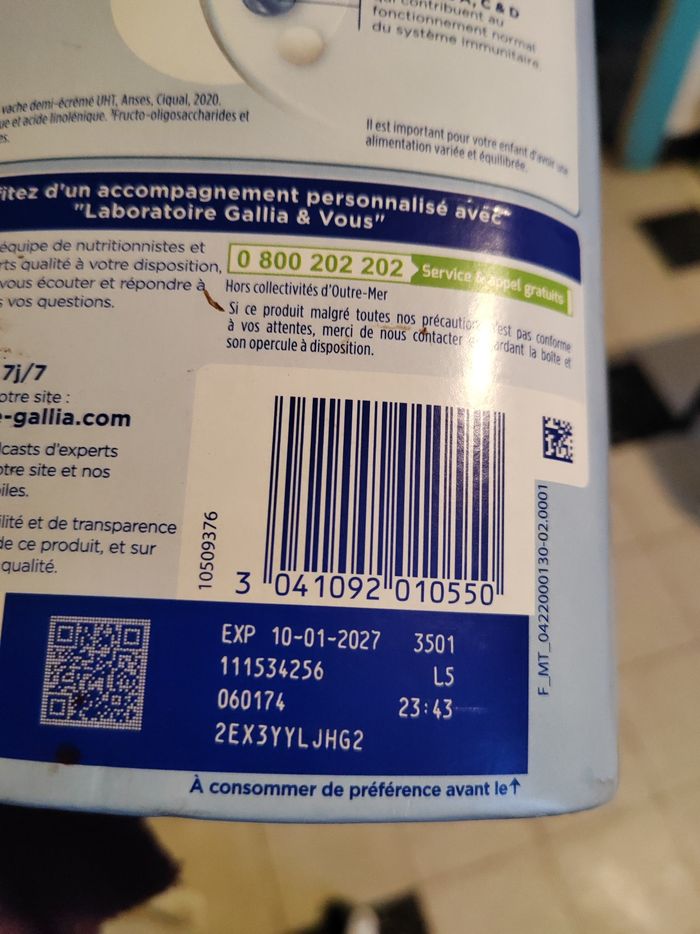 A, C & D
contribuent au
fonctionnement normal
du système immunitaire.
vache demi-écrémé UHT, Anses, Ciqual, 2020.
ue et acide linolénique. Fructo-oligosaccharides et
es.
Il est important pour votre enfant d'avoir une
alimentation variée et équilibrée.
fitez d'un accompagnement personnalisé avec
"Laboratoire Gallia & Vous"
équipe de nutritionnistes et
rts qualité à votre disposition,
vous écouter et répondre à
s vos questions.
0 800 202 202 Service & appel gratuits
Hors collectivités d'Outre-Mer
Si ce produit malgré toutes nos précautions n'est pas conforme
à vos attentes, merci de nous contacter en gardant la boîte et
son opercule à disposition.
7j/7
otre site :
e-gallia.com
casts d'experts
otre site et nos
iles.
ilité et de transparence
de ce produit, et sur
qualité.
10509376
3 041092 010550
F_MT_0422000130-02.0001
EXP 10-01-2027 3501
111534256 L5
060174 23:43
2EX3YYLJHG2
À consommer de préférence avant le↑